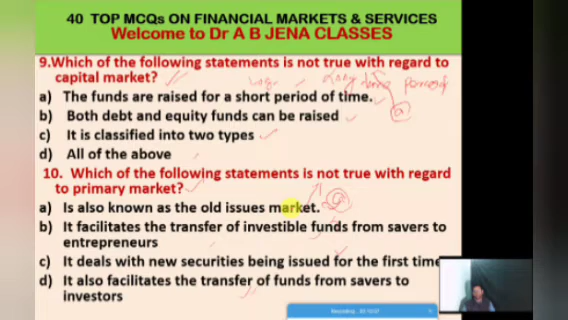 40 TOP MCQs ON FINANCIAL MARKETS & SERVICES
Welcome to Dr A B JENA CLASSES
9.Which of the following statements is not true with regard to
capital market?
Long time period
a) The funds are raised for a short period of time.
a
b) Both debt and equity funds can be raised
c) It is classified into two types
d) All of the above
10. Which of the following statements is not true with regard
to primary market?
a) Is also known as the old issues market.
a
b) It facilitates the transfer of investible funds from savers to
entrepreneurs
c) It deals with new securities being issued for the first time
d) It also facilitates the transfer of funds from savers to
investors